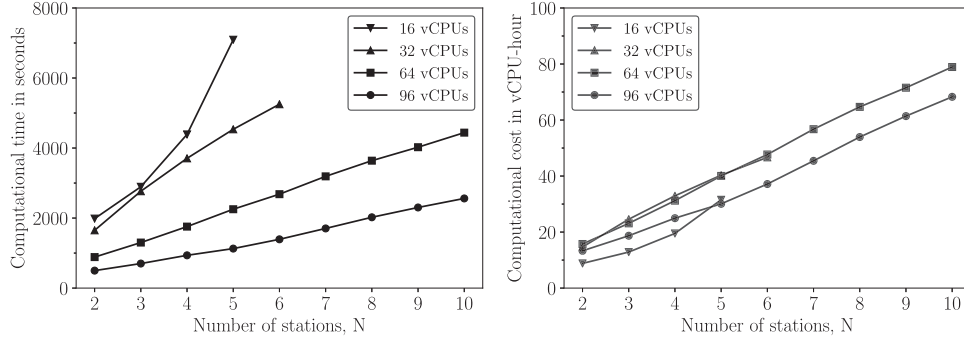 8000
6000
4000
2000
0
Computational time in seconds
16 vCPUs
32 vCPUs
64 vCPUs
96 vCPUs
2 3 4 5 6 7 8 9 10
Number of stations, N
100
80
60
40
20
0
Computational cost in vCPU-hour
16 vCPUs
32 vCPUs
64 vCPUs
96 vCPUs
2 3 4 5 6 7 8 9 10
Number of stations, N